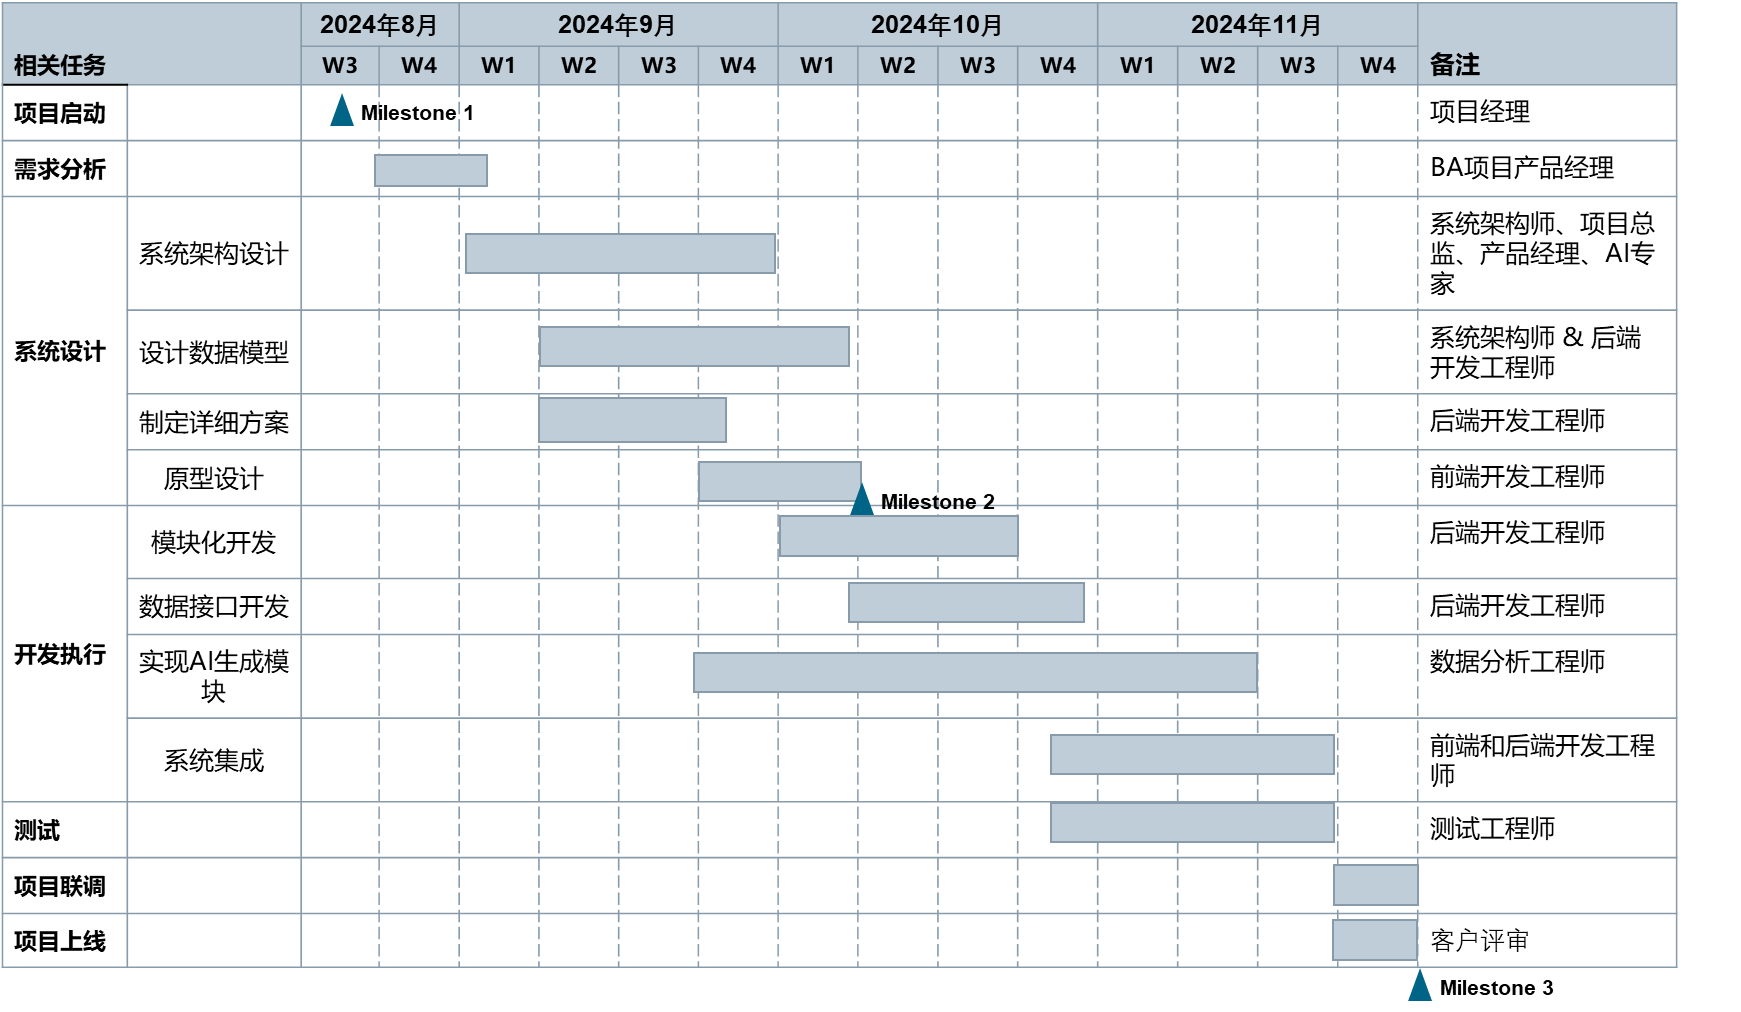 2024年8月 2024年9月 2024年10月 2024年11月
相关任务 W3 W4 W1 W2 W3 W4 W1 W2 W3 W4 W1 W2 W3 W4 备注
项目启动 Milestone 1 项目经理
需求分析 BA项目产品经理
系统设计
系统架构设计
系统架构师、项目总
监、产品经理、AI专
家
设计数据模型
系统架构师 & 后端
开发工程师
制定详细方案 后端开发工程师
原型设计 前端开发工程师
Milestone 2
开发执行
模块化开发 后端开发工程师
数据接口开发 后端开发工程师
实现AI生成模
块
数据分析工程师
系统集成
前端和后端开发工程
师
测试 测试工程师
项目联调
项目上线 客户评审
Milestone 3